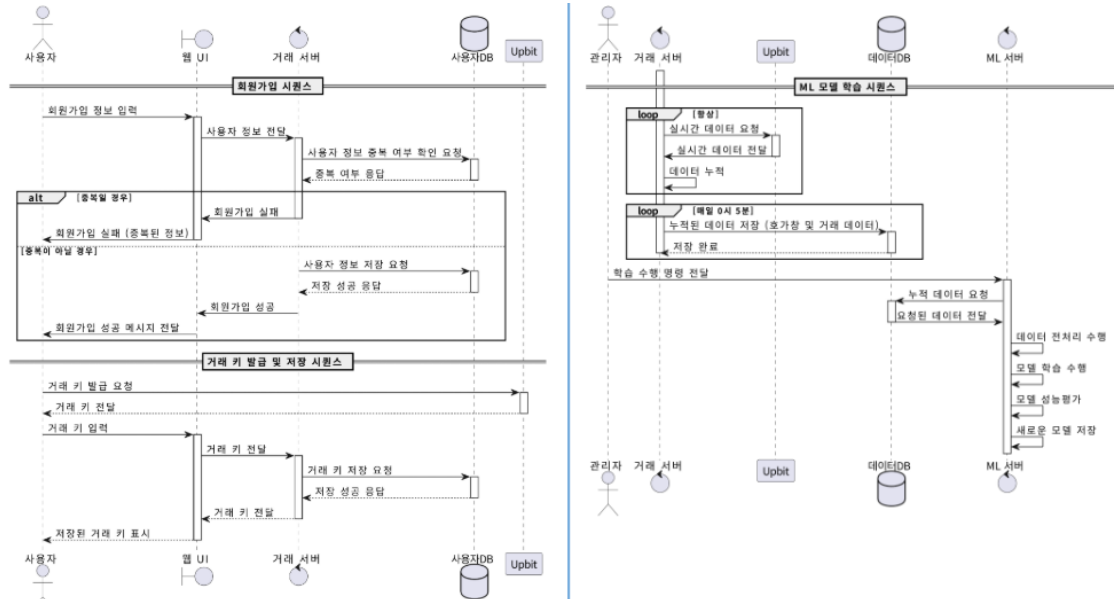 사용자
웹 UI
거래 서버
사용자DB
Upbit
회원가입 시퀀스
회원가입 정보 입력
사용자 정보 전달
사용자 정보 중복 여부 확인 요청
중복 여부 응답
alt
[중복일 경우]
회원가입 실패
회원가입 실패 (중복된 정보)
[중복이 아닐 경우]
사용자 정보 저장 요청
저장 성공 응답
회원가입 성공
회원가입 성공 메시지 전달
거래 키 발급 및 저장 시퀀스
거래 키 발급 요청
거래 키 전달
거래 키 입력
거래 키 전달
거래 키 저장 요청
저장 성공 응답
거래 키 전달
저장된 거래 키 표시
사용자
웹 UI
거래 서버
사용자DB
Upbit
관리자
거래 서버
Upbit
데이터DB
ML 서버
ML 모델 학습 시퀀스
loop
[항상]
실시간 데이터 요청
실시간 데이터 전달
데이터 누적
loop
[매일 0시 5분]
누적된 데이터 저장 (호가창 및 거래 데이터)
저장 완료
학습 수행 명령 전달
누적 데이터 요청
요청된 데이터 전달
데이터 전처리 수행
모델 학습 수행
모델 성능평가
새로운 모델 저장
관리자
거래 서버
Upbit
데이터DB
ML 서버